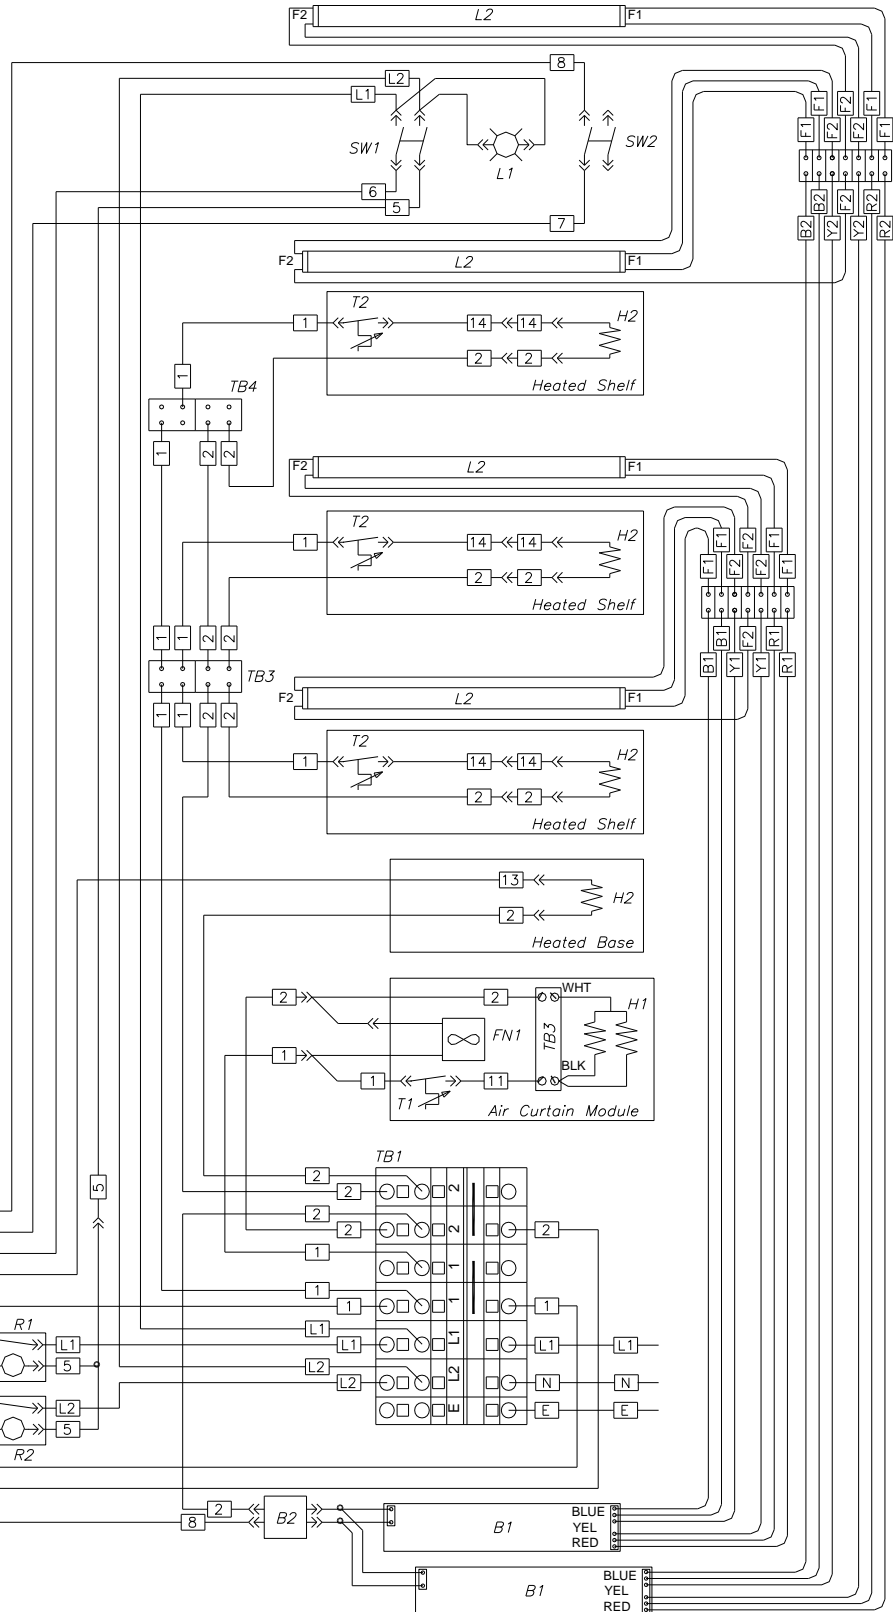 F2 L2 F1
8
L2
L1
F1 F2 F1
F1 F2 F2 F1
SW1 SW2
L1
6
5
7
B2 F2 R2
B2 Y2 Y2 R2
F2 L2 F1
T2
1 14 14 H2
2 2
Heated Shelf
1
TB4
1 2 2
F2 L2 F1
T2
1 14 14 H2
2 2
Heated Shelf
F1 F2 F1
F1 F2 F2 F1
1 1 2 2
TB3
B1 F2 R1
B1 Y1 Y1 R1
1 1 2 2
F2 L2 F1
T2
1 14 14 H2
2 2
Heated Shelf
13
H2
2
Heated Base
2 2 WHT
H1
FN1 TB3
1
BLK
1 11
T1
Air Curtain Module
TB1
5
2
2 2
2
2 2 2
1
1
1
1 1 1
R1
L1
L1 L1 L1 L1 L1
5
L2
L2 L2 L2 N N
E E E
5
R2
2
8
B2
B1
BLUE
YEL
RED
B1
BLUE
YEL
RED